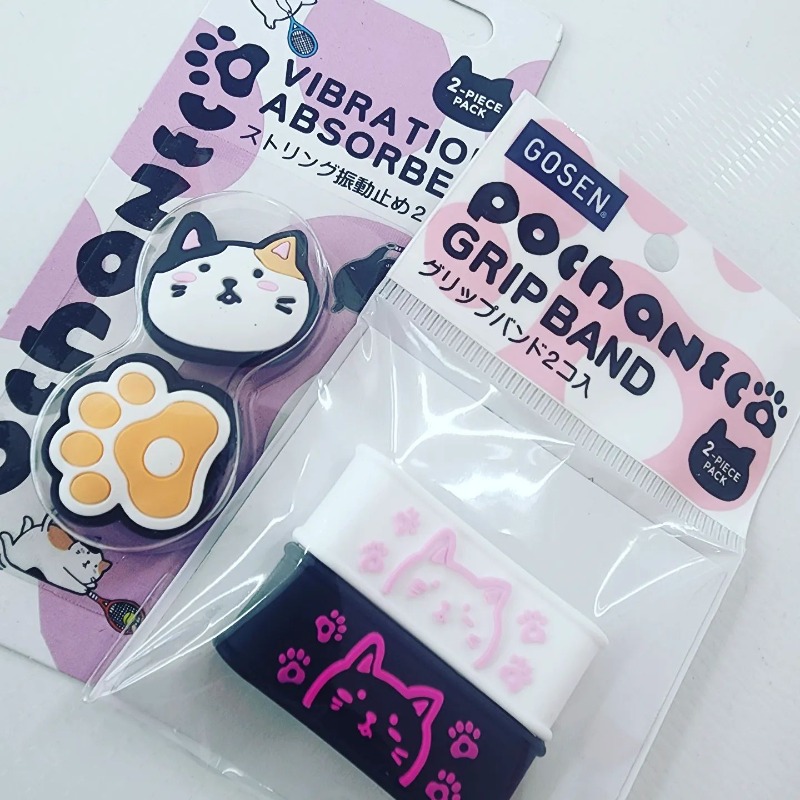 VIBRATIO
ABSORBE
ストリング振動止め2
2-PIECE
PACK
GOSEN®
pochaneco
GRIP BAND
グリップバンド2コ入
2-PIECE
PACK